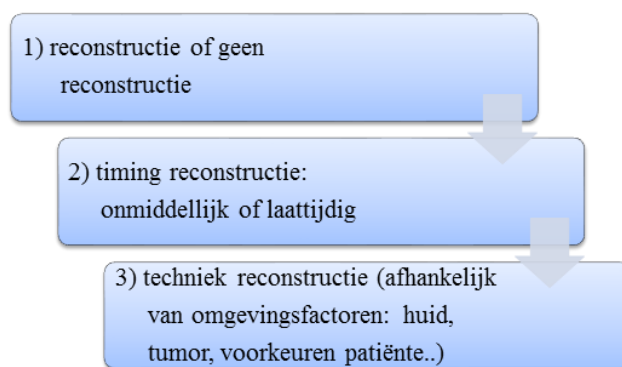 1) reconstructie of geen
reconstructie
2) timing reconstructie:
onmiddellijk of laattijdig
3) techniek reconstructie (afhankelijk
van omgevingsfactoren: huid,
tumor, voorkeuren patiënte..)